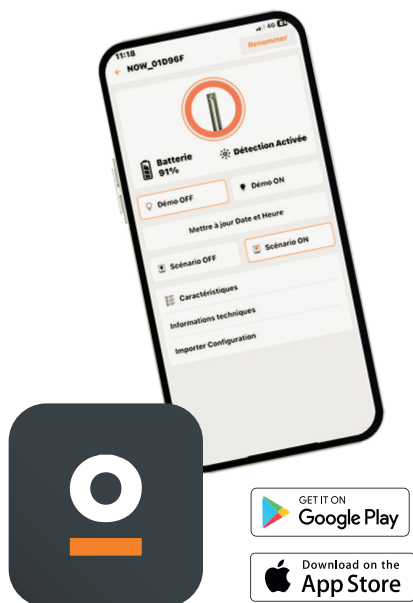 11:18
4G
← NOW_01D96F
Renommer
Batterie
91%
Détection Activée
Démo OFF
Démo ON
Mettre à jour Date et Heure
Scénario OFF
Scénario ON
Caractéristiques
Informations techniques
Importer Configuration
GET IT ON
Google Play
Download on the
App Store